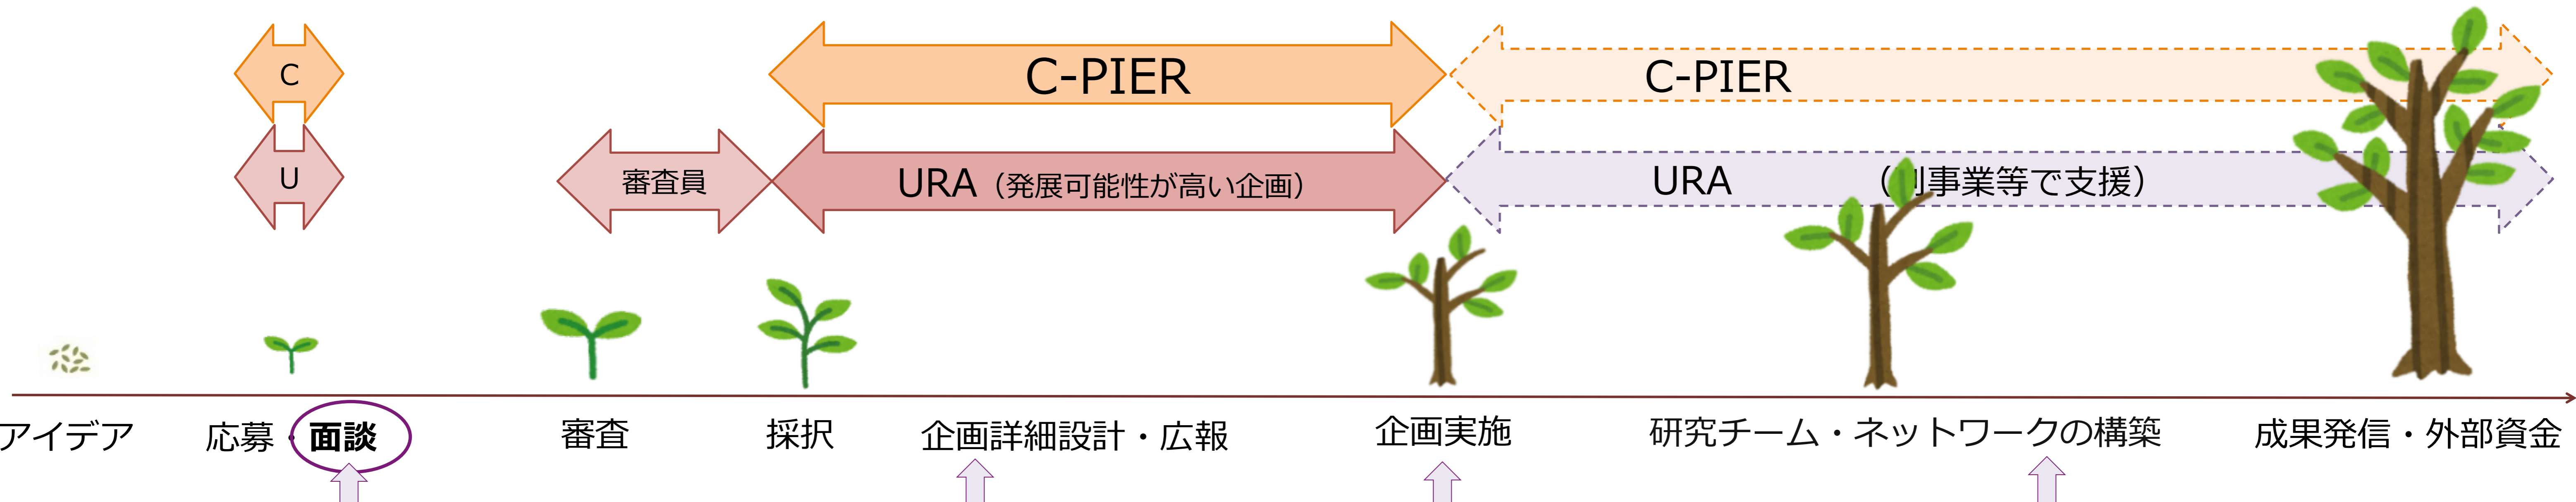 C
C-PIER
C-PIER
U
審査員
URA（発展可能性が高い企画）
URA （別事業等で支援）
アイデア
応募・面談
審査
採択
企画詳細設計・広報
企画実施
研究チーム・ネットワークの構築
成果発信・外部資金